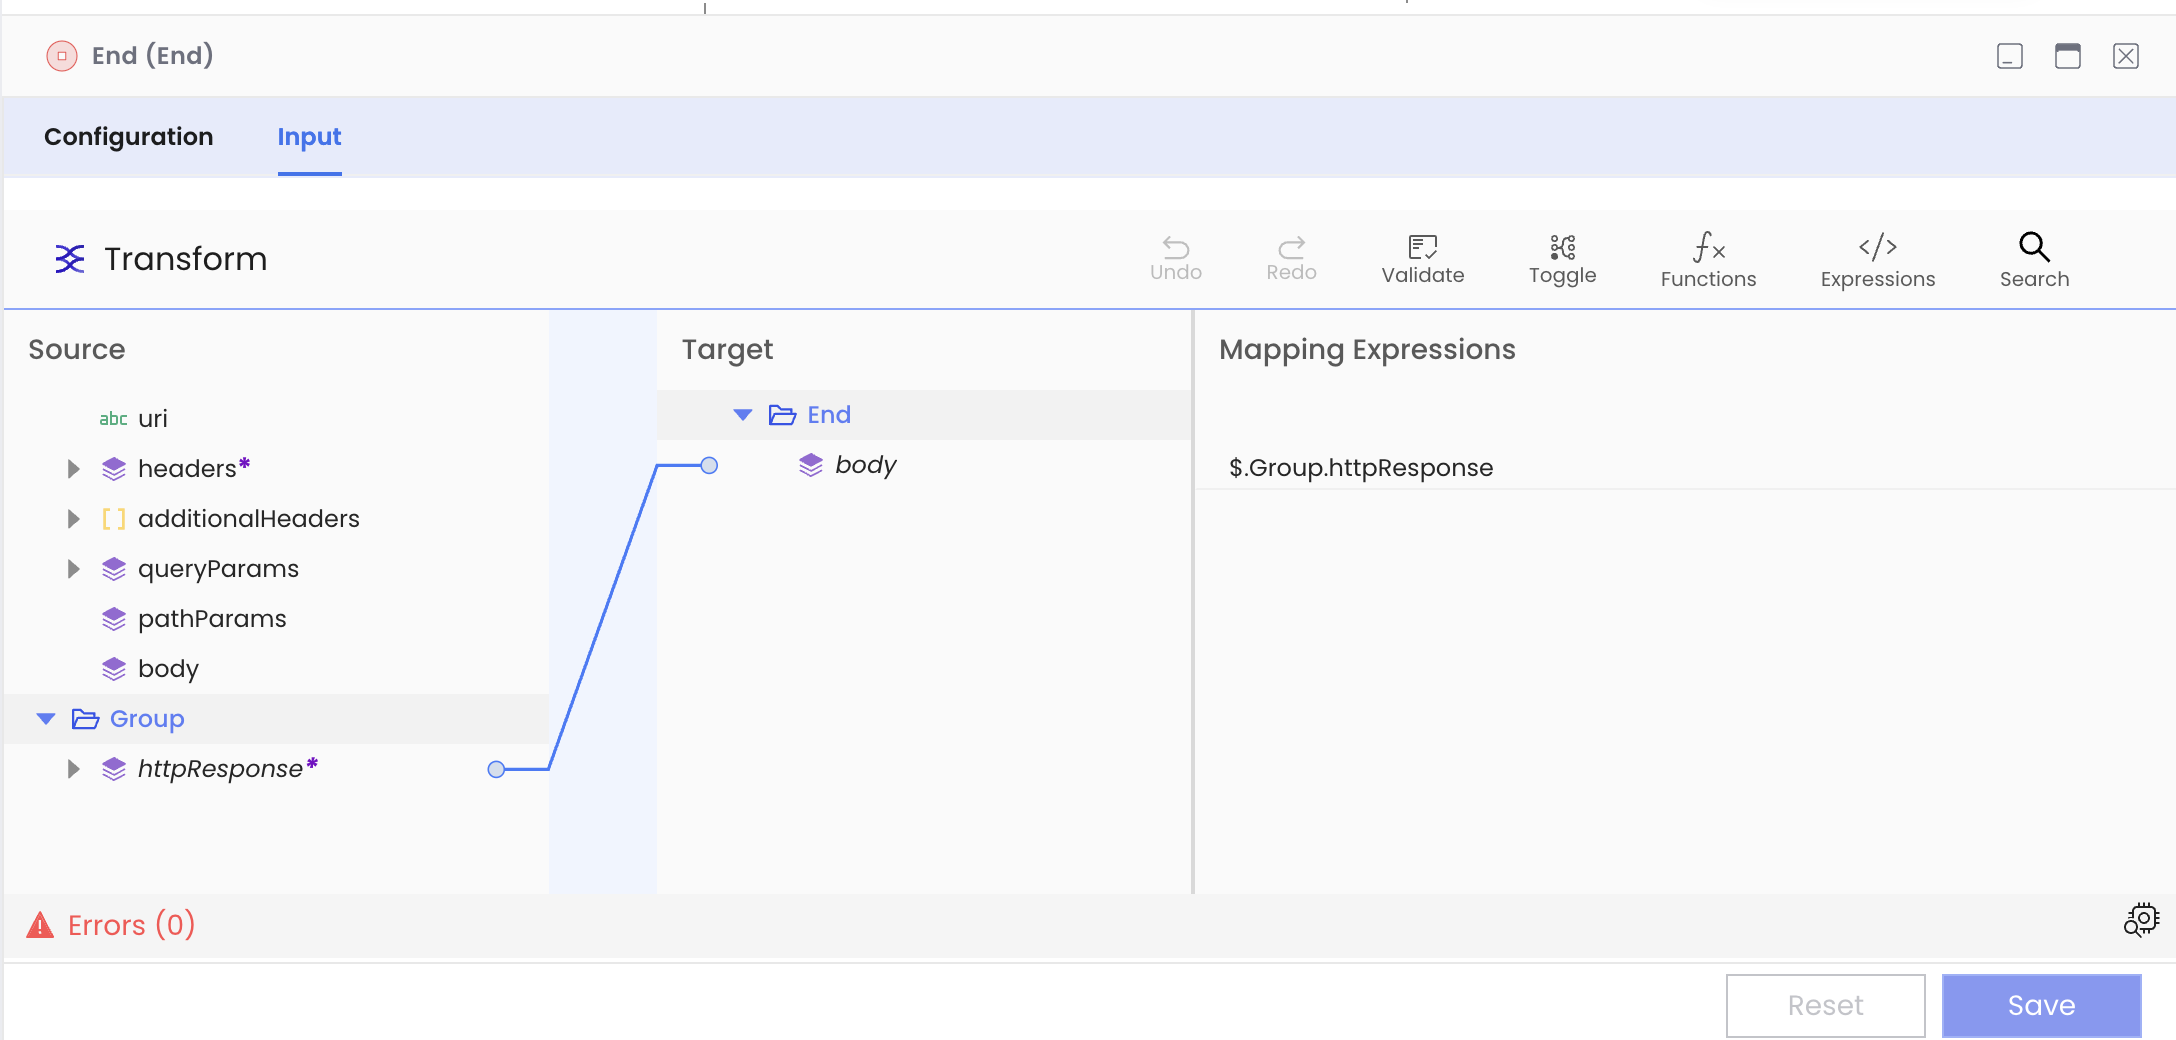 End (End)
Configuration Input
Transform
Undo Redo Validate Toggle Functions Expressions Search
Source
abc uri
headers*
[ ] additionalHeaders
queryParams
pathParams
body
Group
httpResponse*
Target
End
body
Mapping Expressions
$.Group.httpResponse
Errors (0)
Reset Save